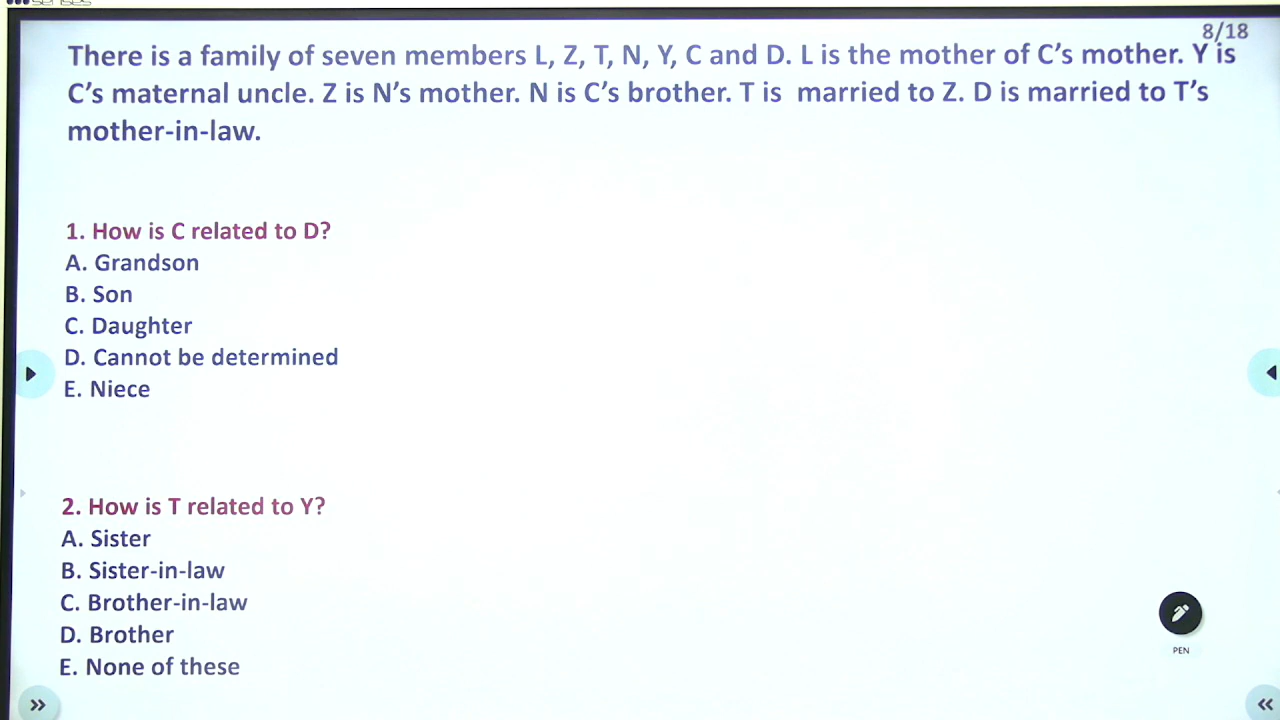 8/18
There is a family of seven members L, Z, T, N, Y, C and D. L is the mother of C’s mother. Y is
C’s maternal uncle. Z is N’s mother. N is C’s brother. T is  married to Z. D is married to T’s
mother-in-law.
1. How is C related to D?
A. Grandson
B. Son
C. Daughter
D. Cannot be determined
E. Niece
2. How is T related to Y?
A. Sister
B. Sister-in-law
C. Brother-in-law
D. Brother
E. None of these
PEN